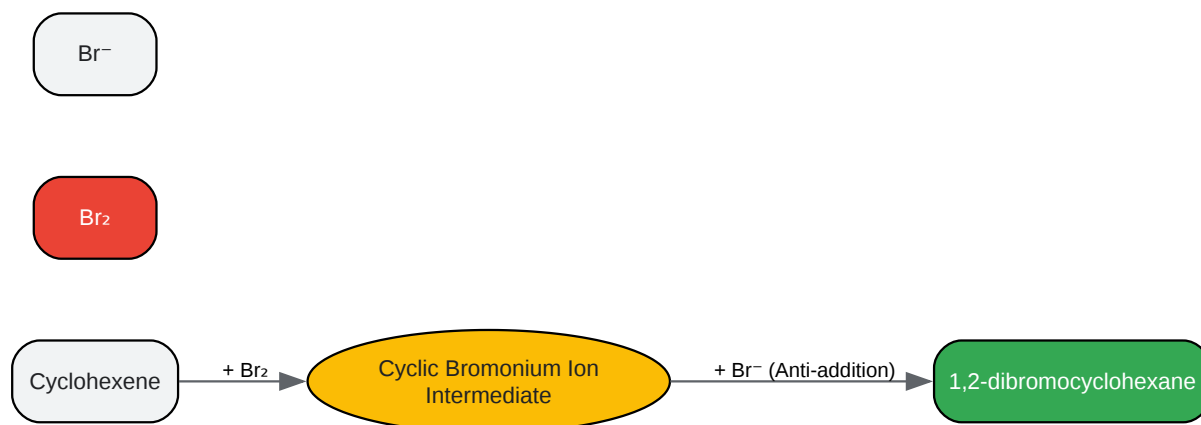 Br⁻
Br₂
Cyclohexene
+ Br₂
Cyclic Bromonium Ion
Intermediate
+ Br⁻ (Anti-addition)
1,2-dibromocyclohexane